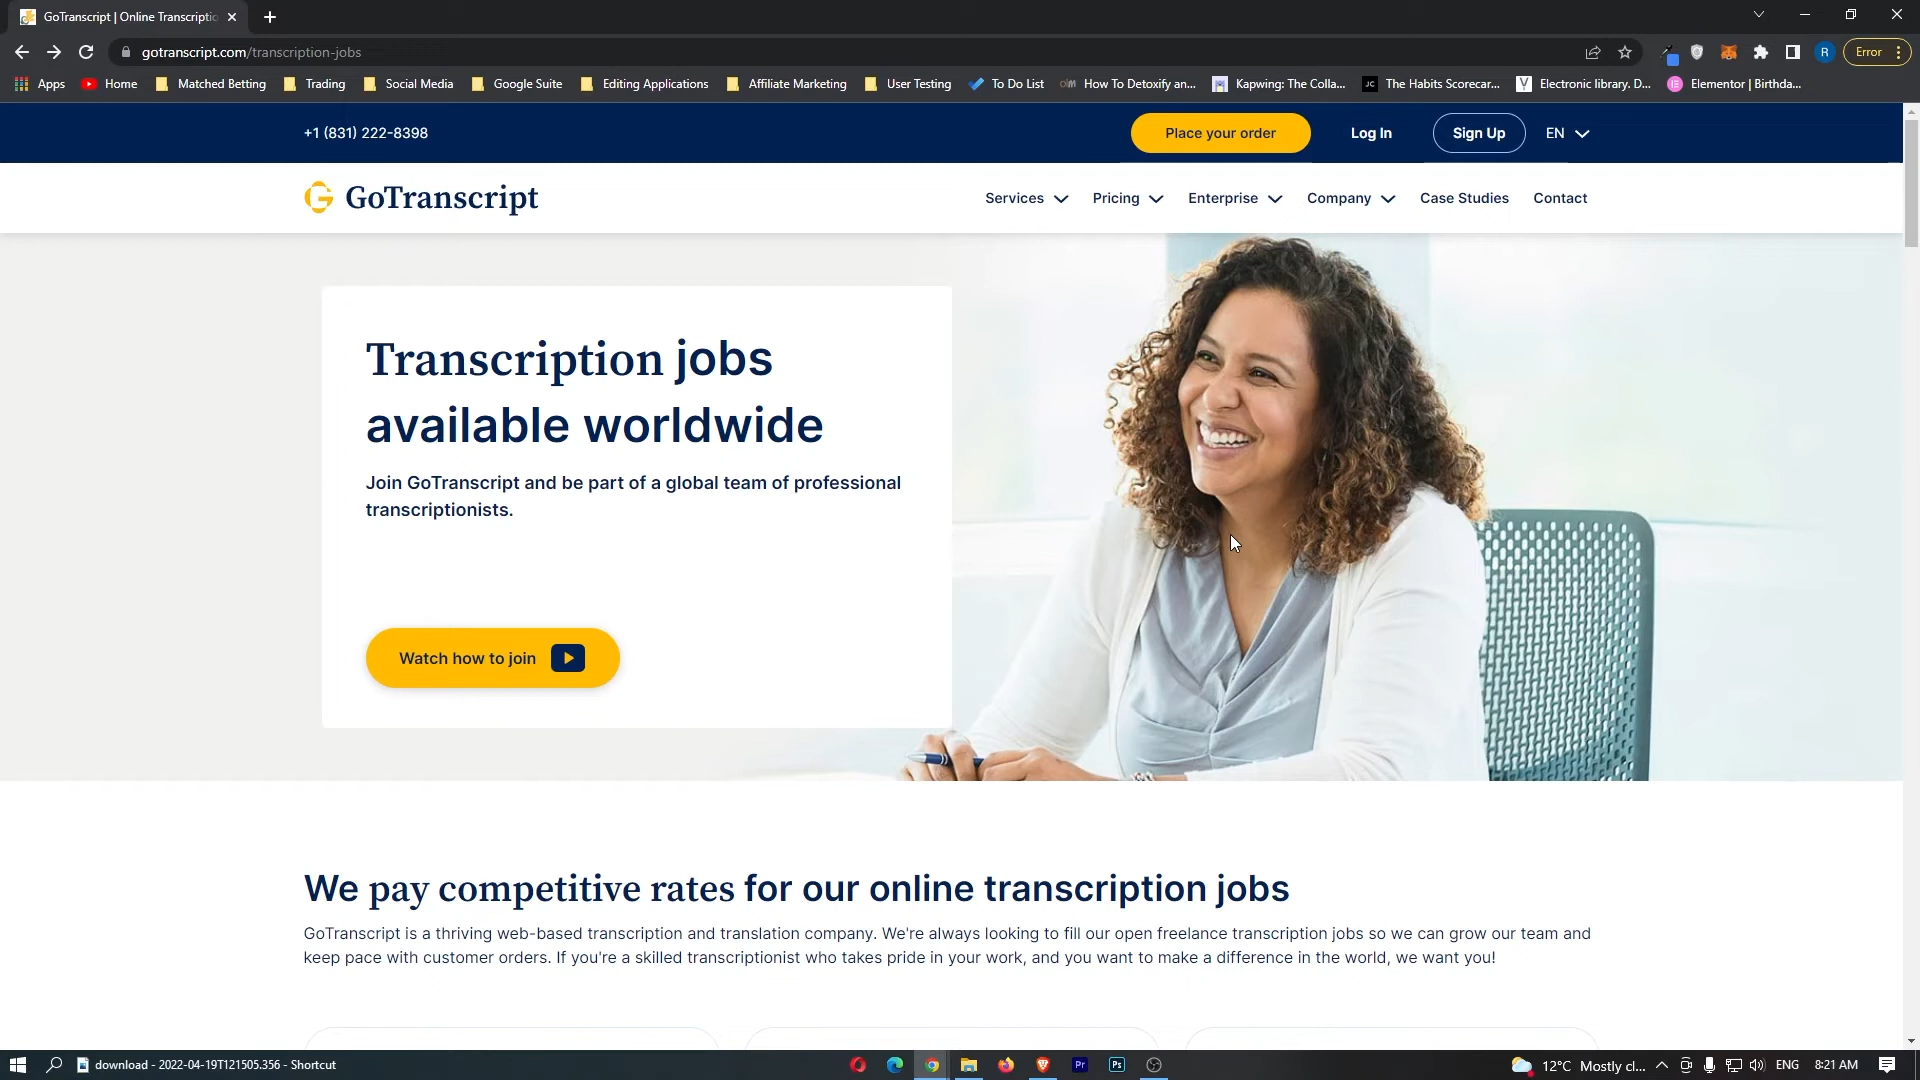 GoTranscript | Online Transcriptio
gotranscript.com/transcription-jobs
R
Error
Apps
Home
Matched Betting
Trading
Social Media
Google Suite
Editing Applications
Affiliate Marketing
User Testing
To Do List
How To Detoxify an...
Kapwing: The Colla...
The Habits Scorecar...
Electronic library. D...
Elementor | Birthda...
+1 (831) 222-8398
Place your order
Log In
Sign Up
EN
GoTranscript
Services
Pricing
Enterprise
Company
Case Studies
Contact
Transcription jobs
available worldwide
Join GoTranscript and be part of a global team of professional
transcriptionists.
Watch how to join
We pay competitive rates for our online transcription jobs
GoTranscript is a thriving web-based transcription and translation company. We're always looking to fill our open freelance transcription jobs so we can grow our team and
keep pace with customer orders. If you're a skilled transcriptionist who takes pride in your work, and you want to make a difference in the world, we want you!
download - 2022-04-19T121505.356 - Shortcut
Pr
Ps
12°C Mostly cl...
ENG
8:21 AM